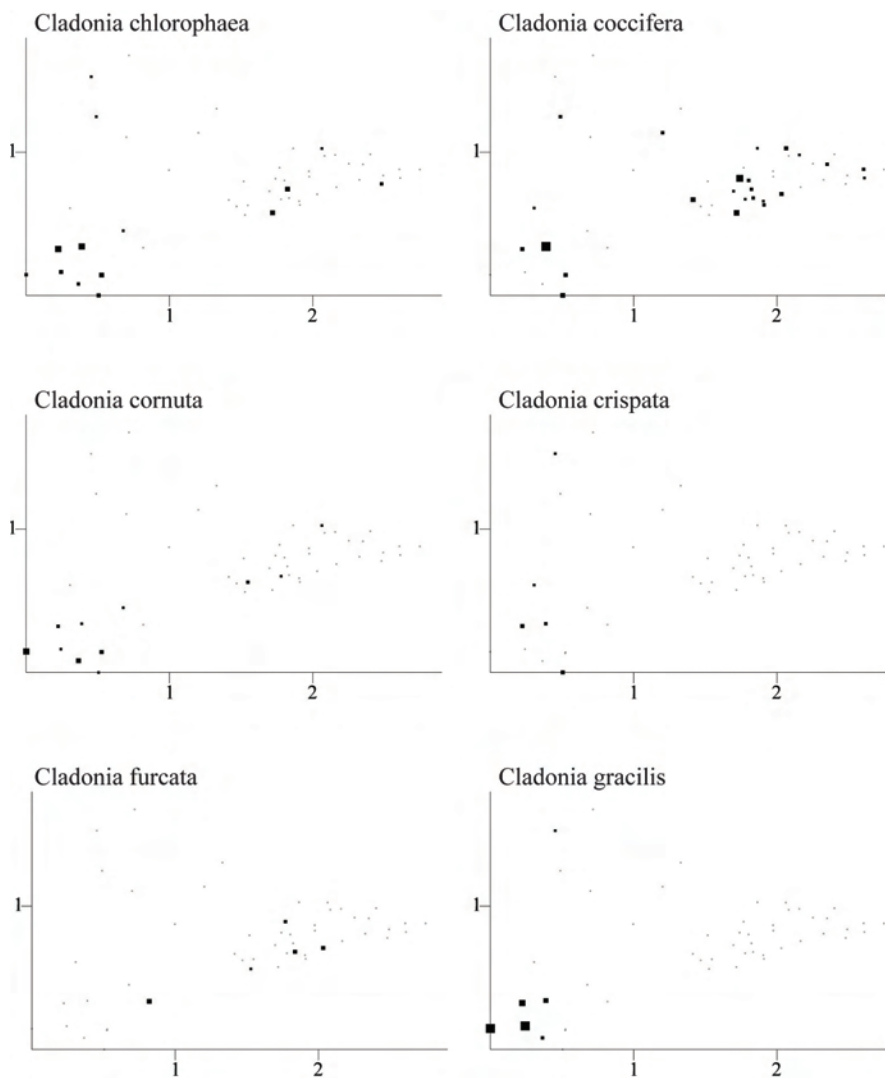 Cladonia chlorophaea
1
1 2
Cladonia coccifera
1
1 2
Cladonia cornuta
1
1 2
Cladonia crispata
1
1 2
Cladonia furcata
1
1 2
Cladonia gracilis
1
1 2